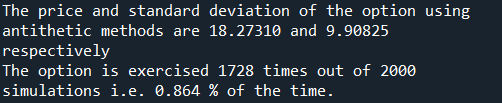 The price and standard deviation of the option using
antithetic methods are 18.27310 and 9.90825
respectively
The option is exercised 1728 times out of 2000
simulations i.e. 0.864 % of the time.